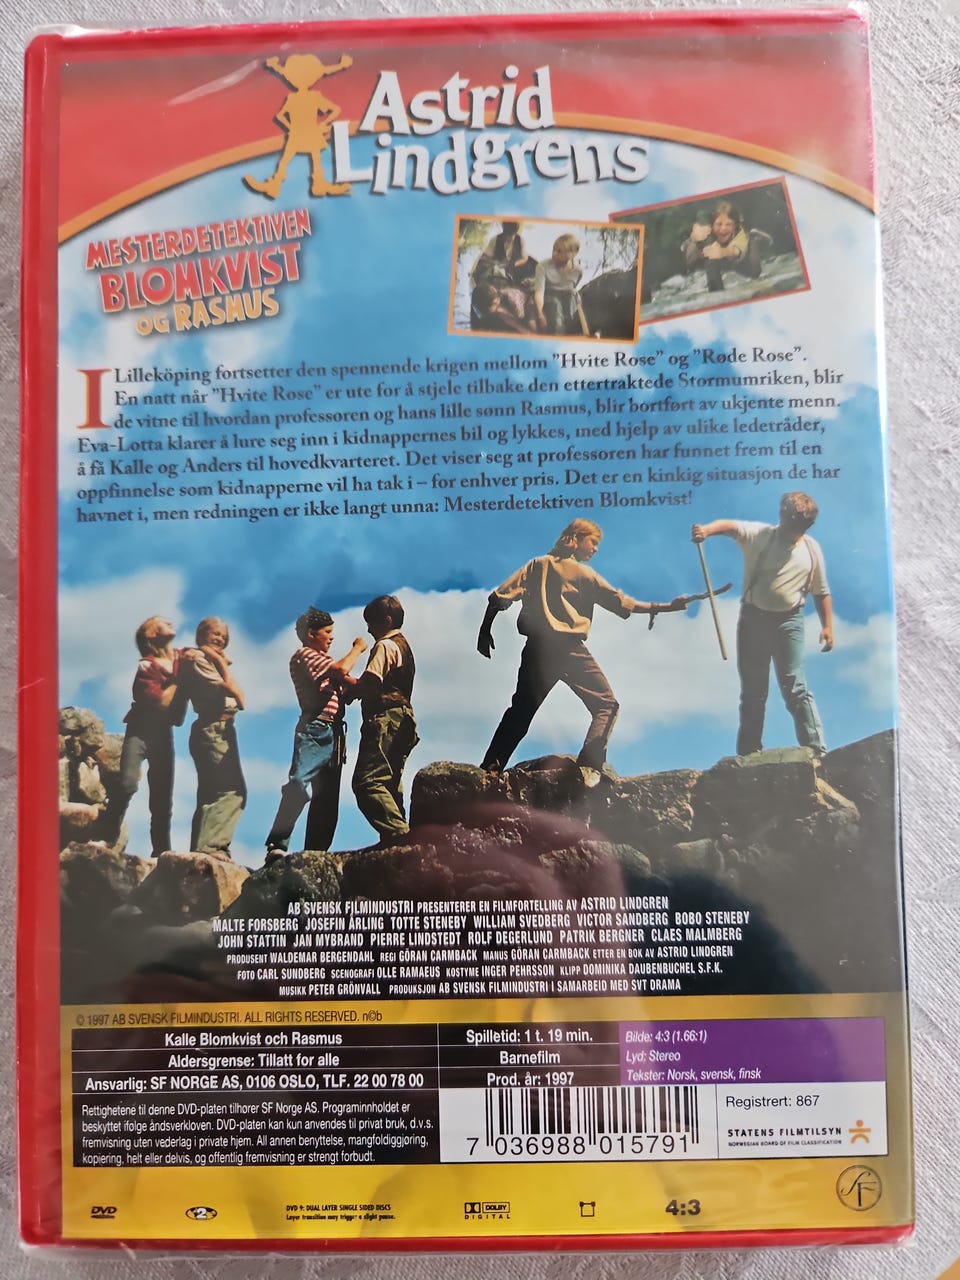 Astrid
Lindgrens
MESTERDETEKTIVEN
BLOMKVIST
OG RASMUS
I Lilleköping fortsetter den spennende krigen mellom "Hvite Rose" og "Røde Rose".
En natt når "Hvite Rose" er ute for å stjele tilbake den ettertraktede Stormumriken, blir
de vitne til hvordan professoren og hans lille sønn Rasmus, blir bortført av ukjente menn.
Eva-Lotta klarer å lure seg inn i kidnappernes bil og lykkes, med hjelp av ulike ledetråder,
å få Kalle og Anders til hovedkvarteret. Det viser seg at professoren har funnet frem til en
oppfinnelse som kidnapperne vil ha tak i – for enhver pris. Det er en kinkig situasjon de har
havnet i, men redningen er ikke langt unna: Mesterdetektiven Blomkvist!
AB SVENSK FILMINDUSTRI PRESENTERER EN FILMFORTELLING AV ASTRID LINDGREN
MALTE FORSBERG JOSEFIN ÅRLING TOTTE STENEBY WILLIAM SVEDBERG VICTOR SANDBERG BOBO STENEBY
JOHN STATTIN JAN MYBRAND PIERRE LINDSTEDT ROLF DEGERLUND PATRIK BERGNER CLAES MALMBERG
PRODUSENT WALDEMAR BERGENDAHL REGI GÖRAN CARMBACK MANUS GÖRAN CARMBACK ETTER EN BOK AV ASTRID LINDGREN
FOTO CARL SUNDBERG SCENOGRAFI OLLE RAMAEUS KOSTYME INGER PEHRSSON KLIPP DOMINIKA DAUBENBUCHEL S.F.K.
MUSIKK PETER GRÖNVALL PRODUKSJON AB SVENSK FILMINDUSTRI I SAMARBEID MED SVT DRAMA
© 1997 AB SVENSK FILMINDUSTRI. ALL RIGHTS RESERVED. n©b
Kalle Blomkvist och Rasmus
Aldersgrense: Tillatt for alle
Ansvarlig: SF NORGE AS, 0106 OSLO, TLF. 22 00 78 00
Spilletid: 1 t. 19 min.
Barnefilm
Prod. år: 1997
Bilde: 4:3 (1.66:1)
Lyd: Stereo
Tekster: Norsk, svensk, finsk
Rettighetene til denne DVD-platen tilhører SF Norge AS. Programinnholdet er
beskyttet ifølge åndsverkloven. DVD-platen kan kun anvendes til privat bruk, d.v.s.
fremvisning uten vederlag i private hjem. All annen benyttelse, mangfoldiggjøring,
kopiering, helt eller delvis, og offentlig fremvisning er strengt forbudt.
7 036988 015791
Registrert: 867
STATENS FILMTILSYN
NORWEGIAN BOARD OF FILM CLASSIFICATION
DVD
2
DVD 9: DUAL LAYER SINGLE SIDED DISCS
Layer transition may trigger a slight pause.
DOLBY
DIGITAL
4:3
SF